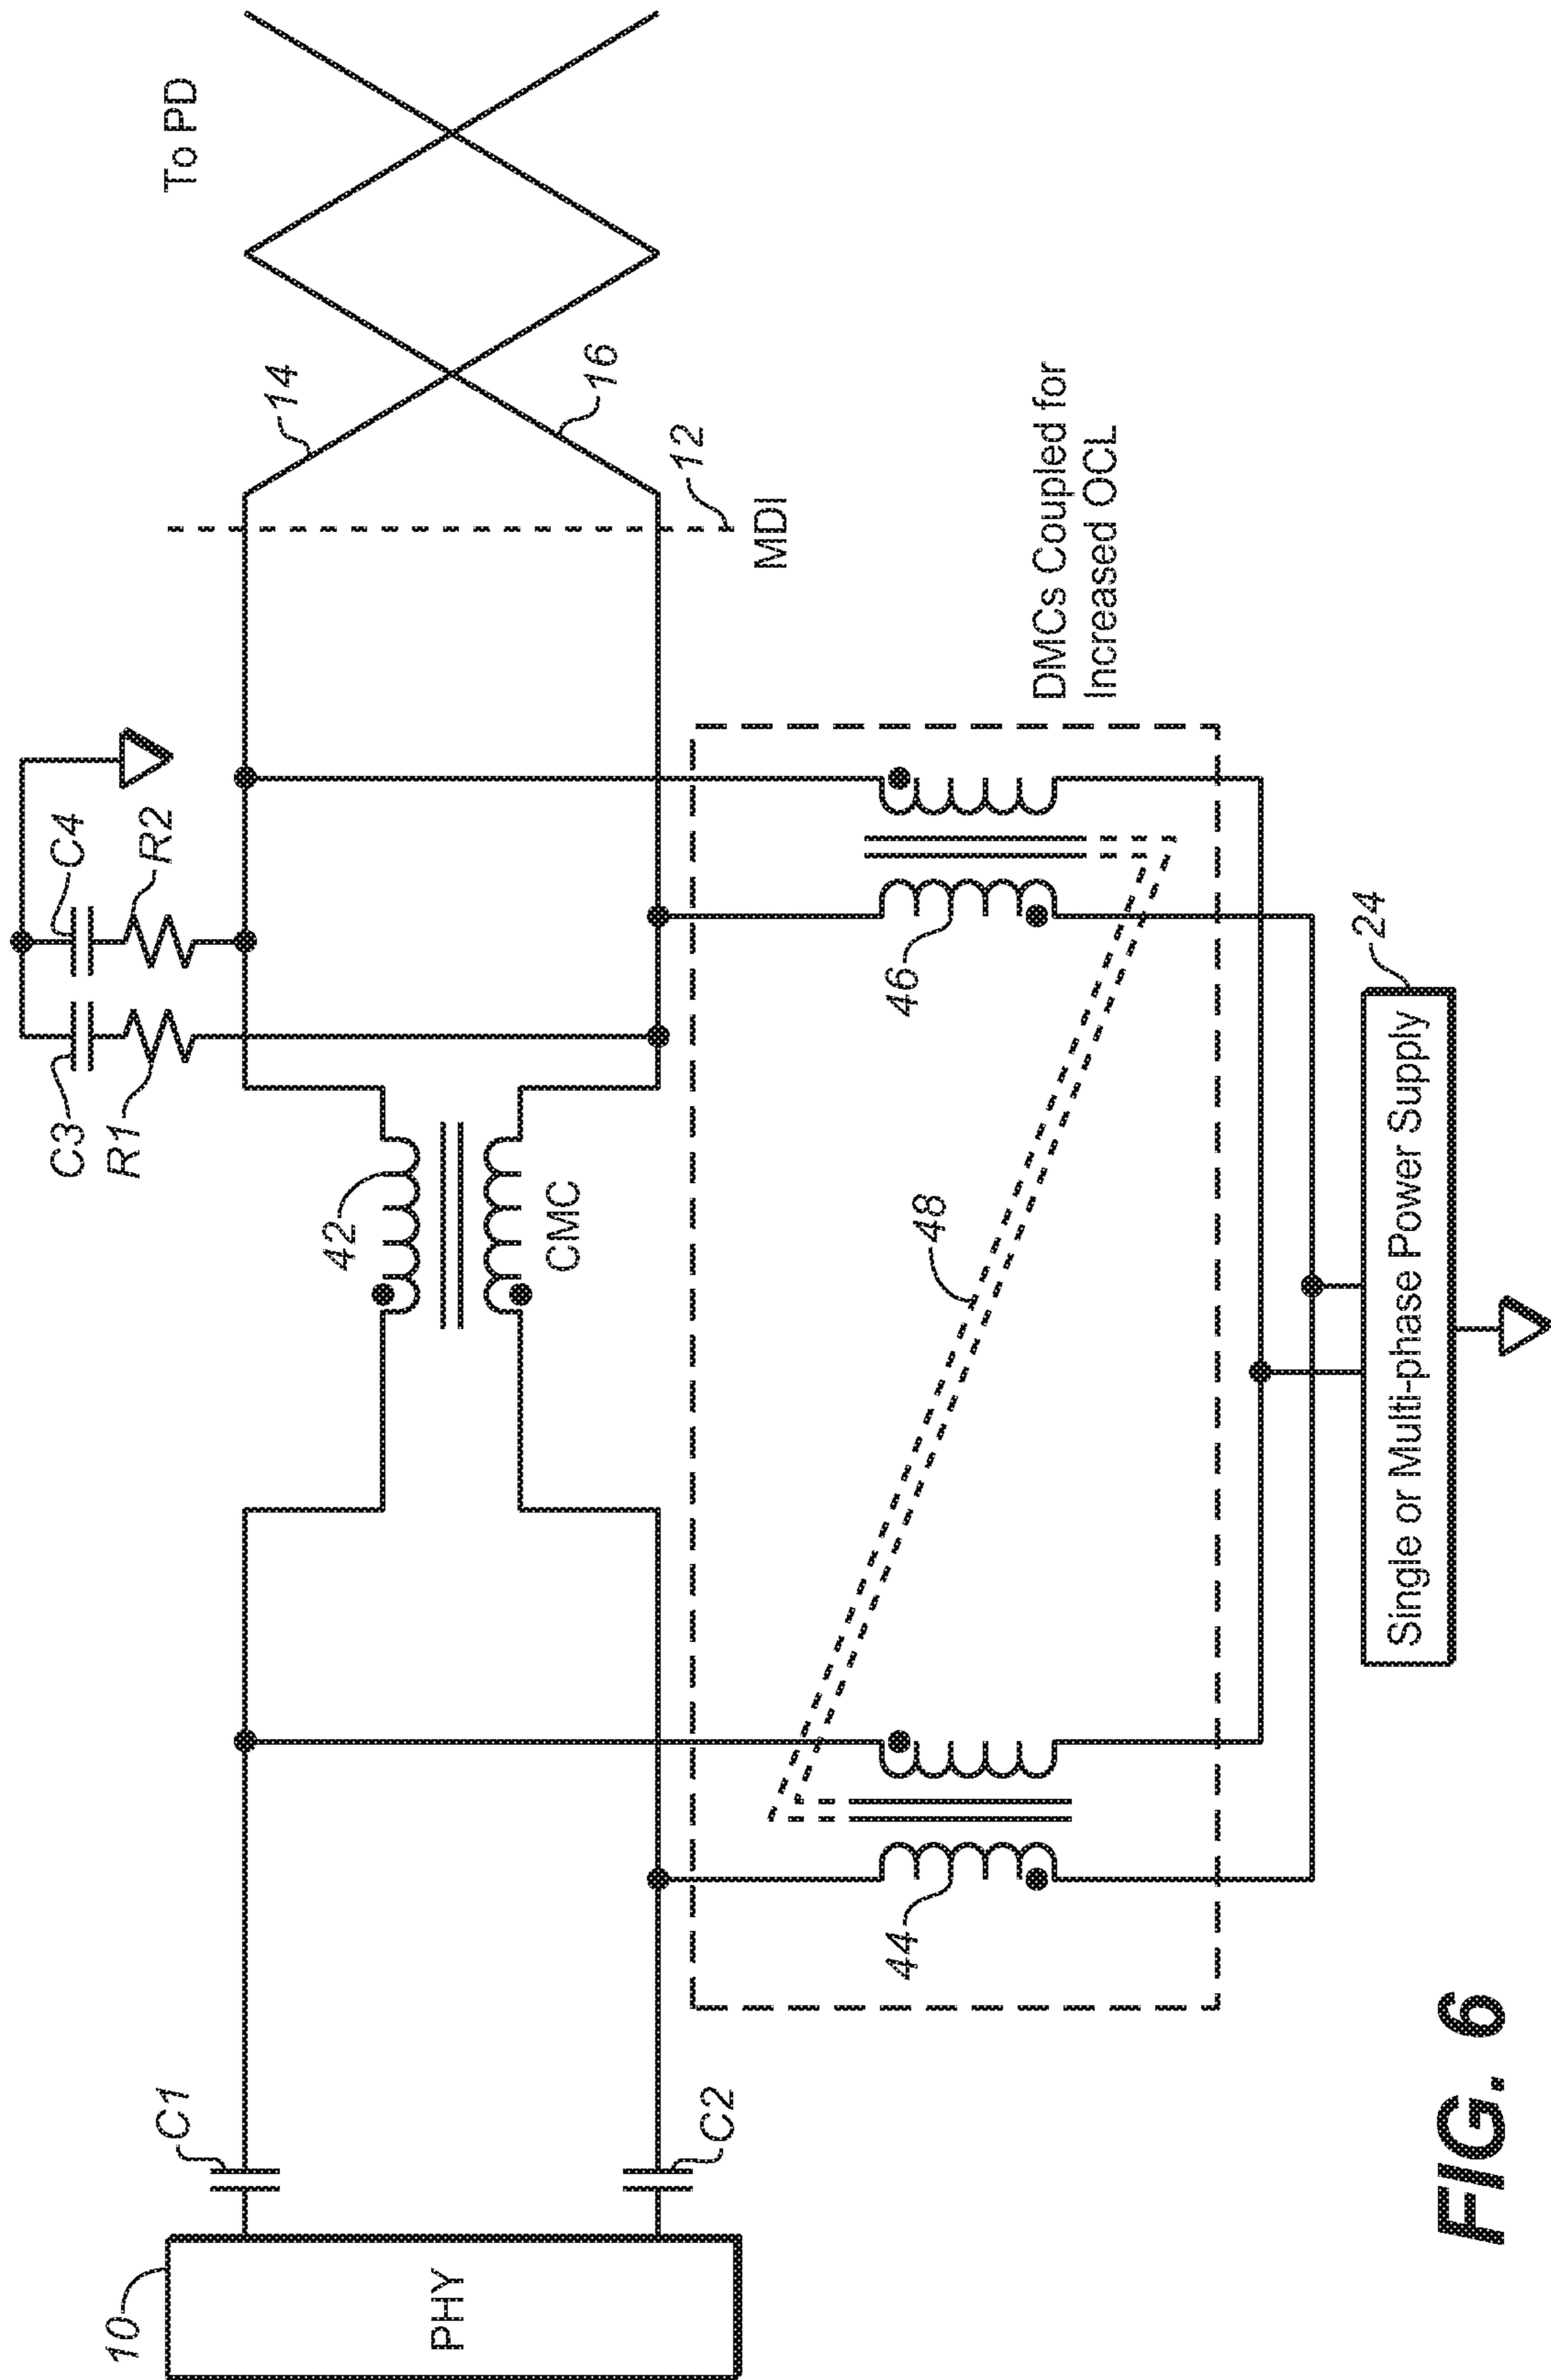 10
PHY
C1
C2
42
CMC
C3
R1
C4
R2
14
16
12
MDI
To PD
44
46
48
DMCs Coupled for
Increased OCL
24
Single or Multi-phase Power Supply
FIG. 6